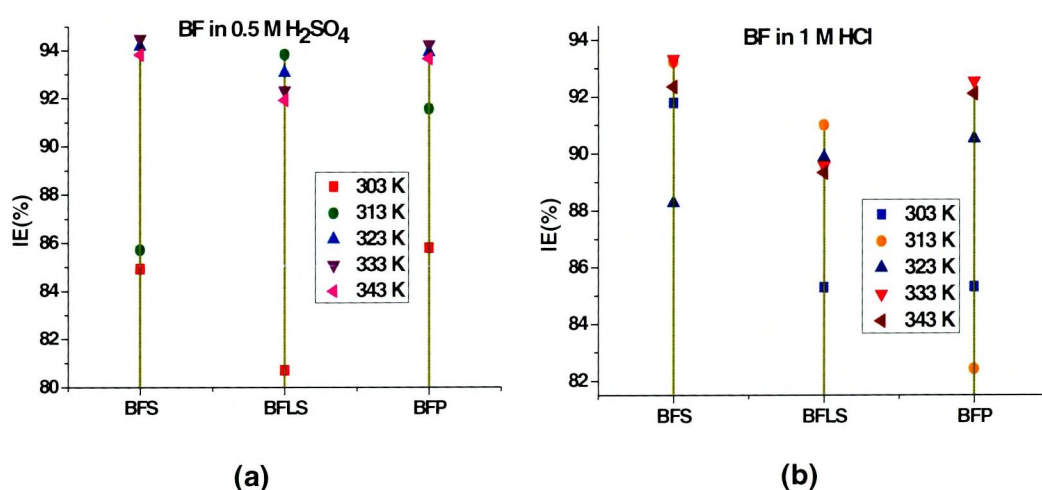 BF in 0.5 M H₂SO₄
IE(%)
94
92
90
88
86
84
82
80
303 K
313 K
323 K
333 K
343 K
BFS BFLS BFP
(a)
BF in 1 M HCl
IE(%)
94
92
90
88
86
84
82
303 K
313 K
323 K
333 K
343 K
BFS BFLS BFP
(b)